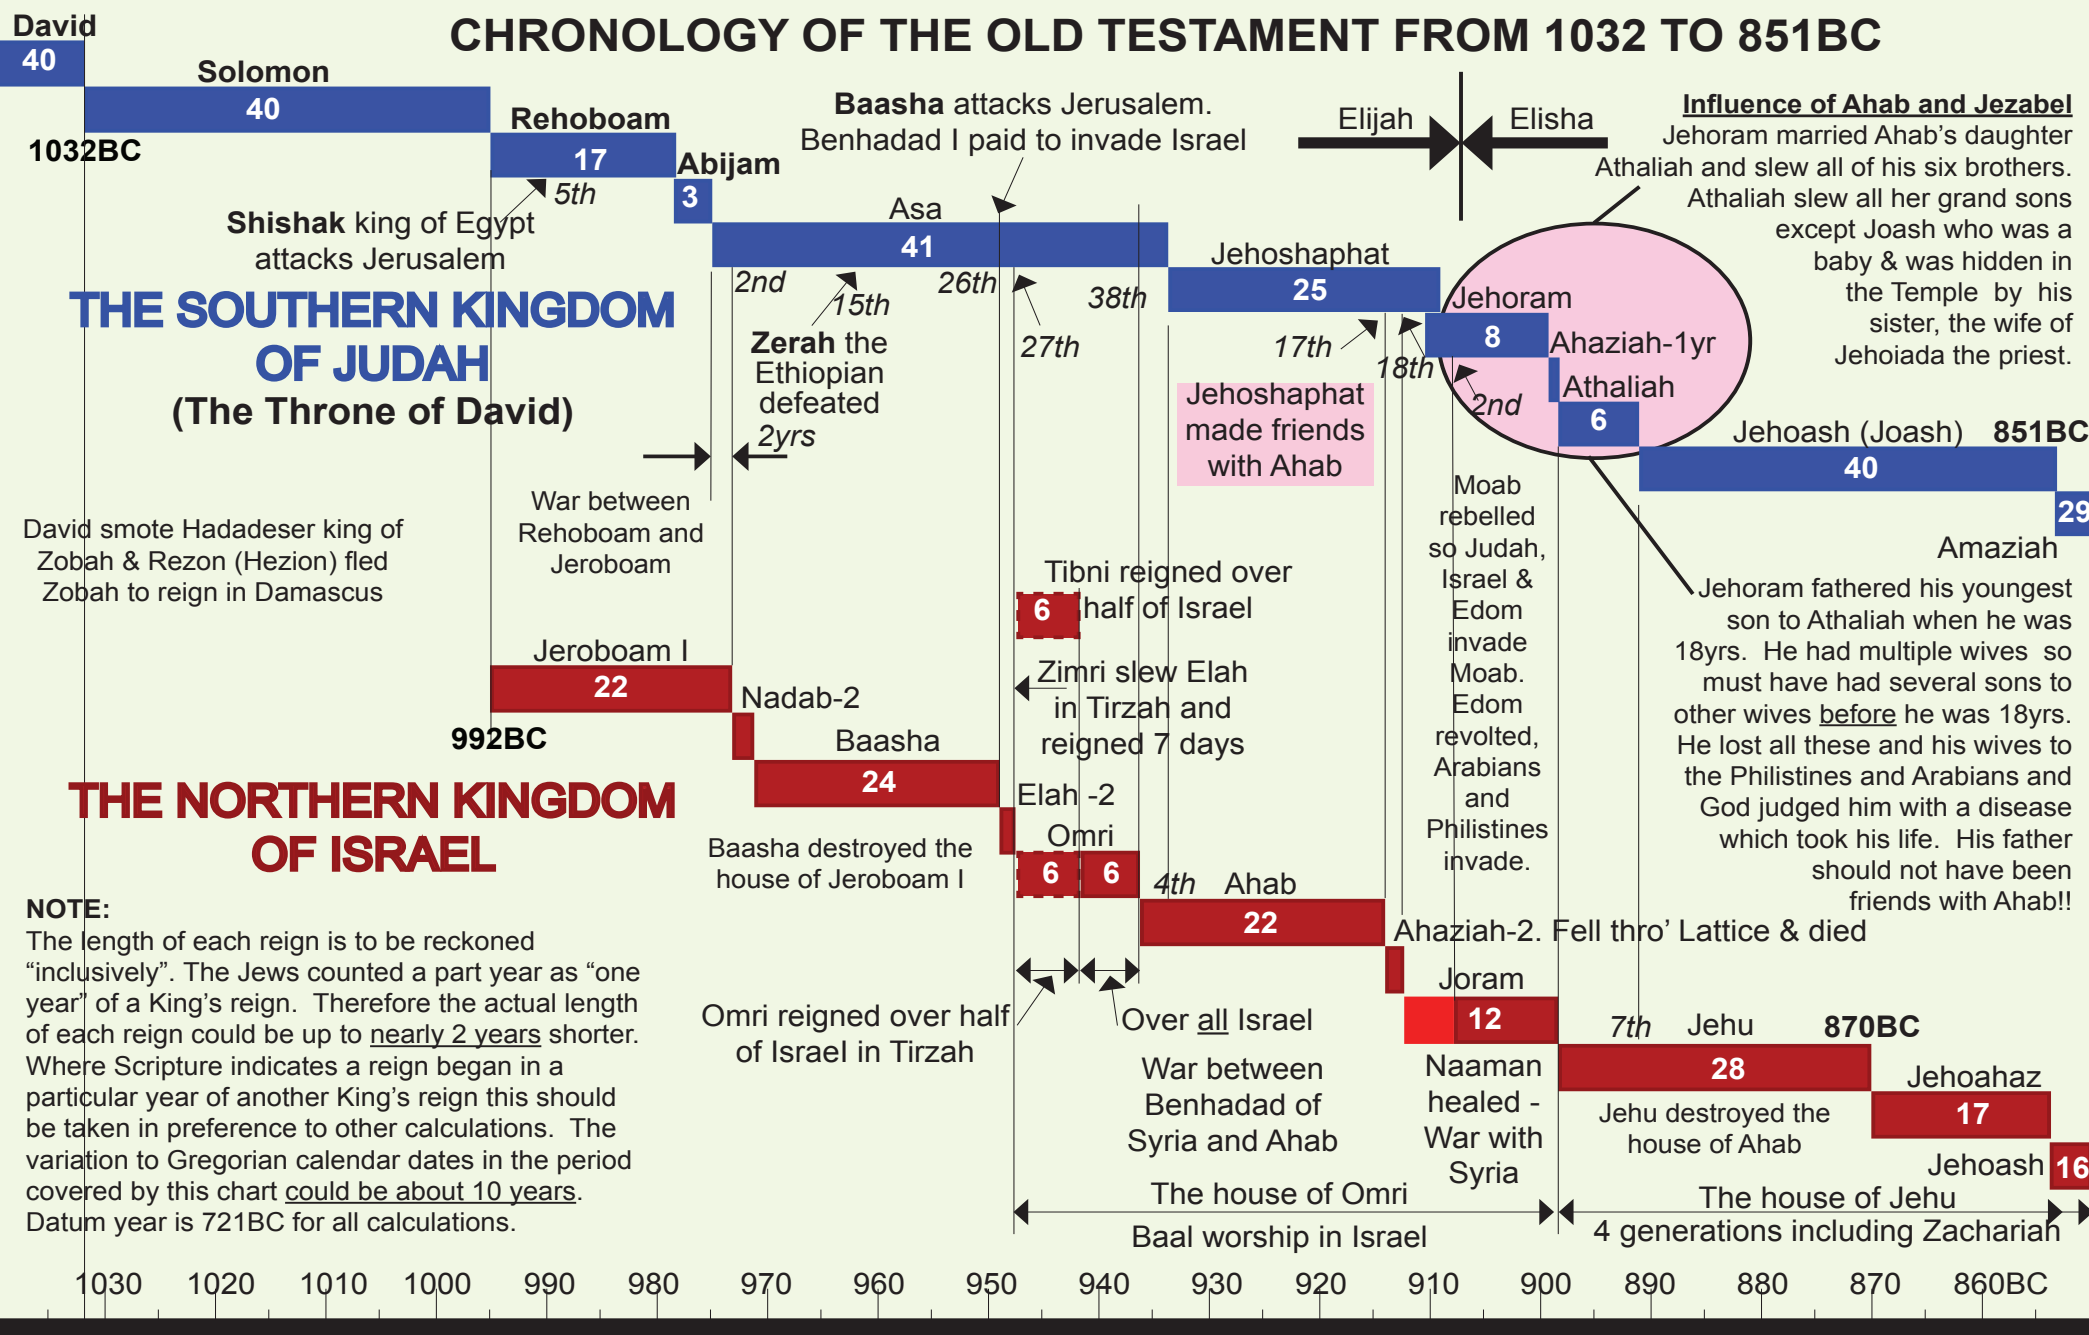 CHRONOLOGY OF THE OLD TESTAMENT FROM 1032 TO 851BC
David
40
Solomon
40
1032BC
Rehoboam
17
5th
Abijam
3
Shishak king of Egypt
attacks Jerusalem
Baasha attacks Jerusalem.
Benhadad I paid to invade Israel
Elijah
Elisha
Influence of Ahab and Jezabel
Jehoram married Ahab's daughter
Athaliah and slew all of his six brothers.
Athaliah slew all her grand sons
except Joash who was a
baby & was hidden in
the Temple by his
sister, the wife of
Jehoiada the priest.
Asa
41
2nd
15th
26th
27th
38th
Zerah the
Ethiopian
defeated
2yrs
Jehoshaphat
25
17th
18th
Jehoshaphat
made friends
with Ahab
Jehoram
8
2nd
Ahaziah-1yr
Athaliah
6
Jehoash (Joash)
851BC
40
29
Amaziah
THE SOUTHERN KINGDOM
OF JUDAH
(The Throne of David)
War between
Rehoboam and
Jeroboam
David smote Hadadeser king of
Zobah & Rezon (Hezion) fled
Zobah to reign in Damascus
Moab
rebelled
so Judah,
Israel &
Edom
invade
Moab.
Edom
revolted,
Arabians
and
Philistines
invade.
Jehoram fathered his youngest
son to Athaliah when he was
18yrs. He had multiple wives so
must have had several sons to
other wives before he was 18yrs.
He lost all these and his wives to
the Philistines and Arabians and
God judged him with a disease
which took his life. His father
should not have been
friends with Ahab!!
Tibni reigned over
half of Israel
6
Zimri slew Elah
in Tirzah and
reigned 7 days
Jeroboam I
22
992BC
Nadab-2
Baasha
24
Elah -2
Omri
6
6
Baasha destroyed the
house of Jeroboam I
THE NORTHERN KINGDOM
OF ISRAEL
4th
Ahab
22
Ahaziah-2. Fell thro' Lattice & died
Joram
12
7th
Jehu
870BC
28
Jehoahaz
17
Jehoash
16
NOTE:
The length of each reign is to be reckoned
“inclusively”. The Jews counted a part year as “one
year” of a King's reign. Therefore the actual length
of each reign could be up to nearly 2 years shorter.
Where Scripture indicates a reign began in a
particular year of another King's reign this should
be taken in preference to other calculations. The
variation to Gregorian calendar dates in the period
covered by this chart could be about 10 years.
Datum year is 721BC for all calculations.
Omri reigned over half
of Israel in Tirzah
Over all Israel
War between
Benhadad of
Syria and Ahab
Naaman
healed -
War with
Syria
Jehu destroyed the
house of Ahab
The house of Omri
Baal worship in Israel
The house of Jehu
4 generations including Zachariah
1030 1020 1010 1000 990 980 970 960 950 940 930 920 910 900 890 880 870 860BC